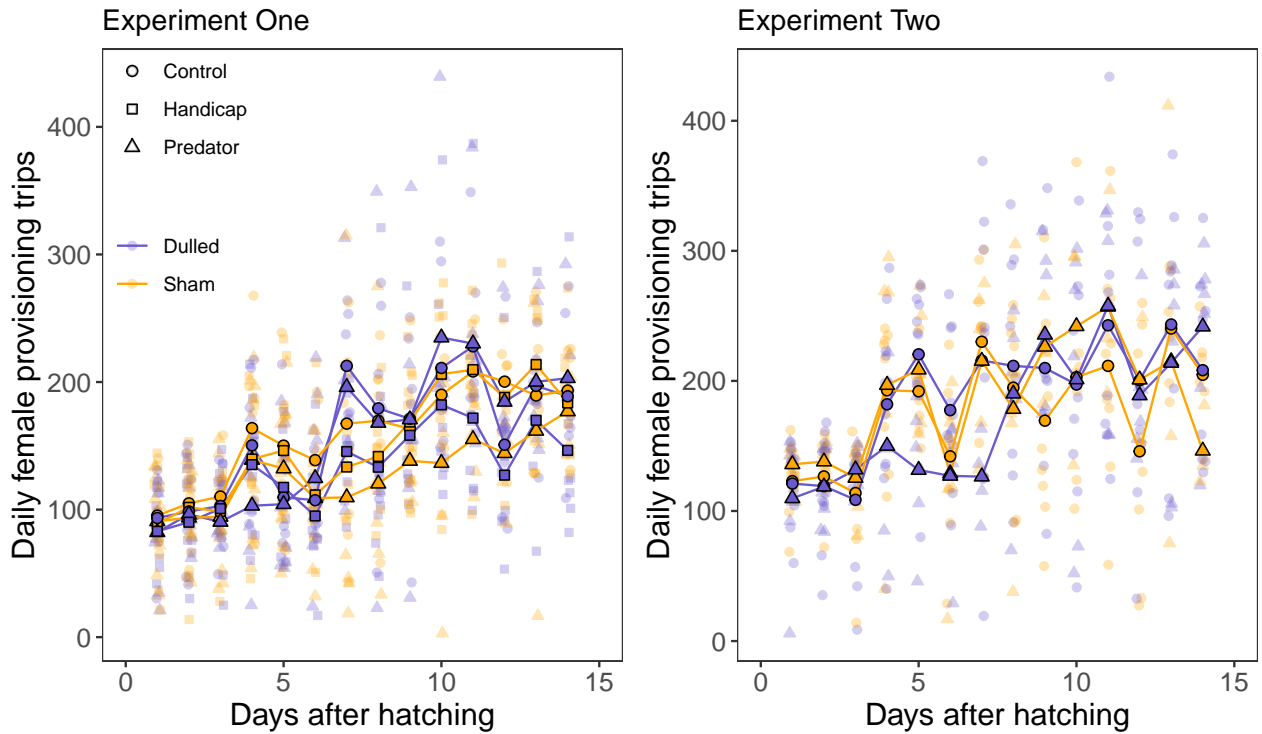 Experiment One
Experiment Two
Control
Handicap
Predator
Dulled
Sham
Daily female provisioning trips
400
300
200
100
0
0
5
10
15
Days after hatching
Daily female provisioning trips
400
300
200
100
0
0
5
10
15
Days after hatching